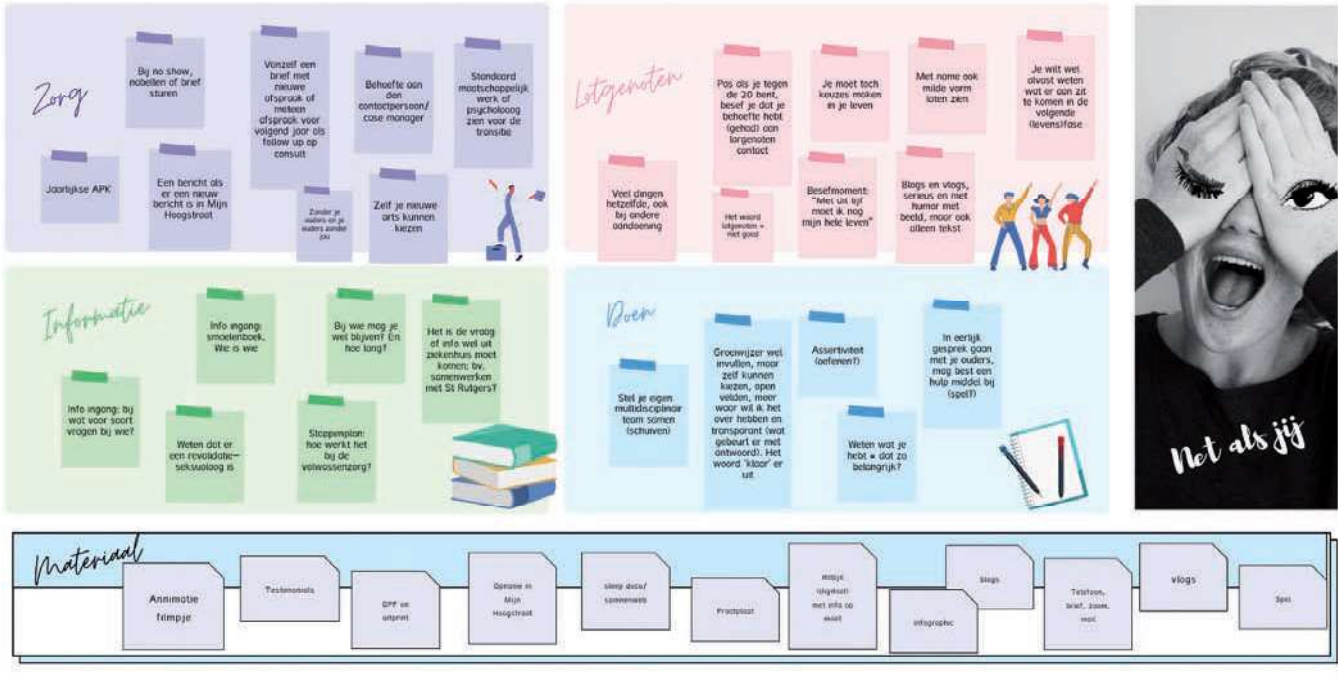 Zorg
Bij no show,
nabellen of brief
sturen
Vanzelf een
brief met
nieuwe
afspraak of
meteen
afspraak voor
volgend jaar als
follow up op
consult
Behoefte aan
den
contactpersoon/
case manager
Standaard
maatschappelijk
werk of
psycholoog
zien voor de
transitie
Jaarlijkse APK
Een bericht als
er een nieuw
bericht is in Mijn
Hoogstraat
Zonder je
ouders en je
ouders zonder
jou
Zelf je nieuwe
arts kunnen
kiezen
Lotgenoten
Pas als je tegen
de 20 bent,
besef je dat je
behoefte hebt
(gehad) aan
lorgenoten
contact
Je moet toch
keuzes maken
in je leven
Met name ook
milde vorm
laten zien
Je wilt wel
alvast weten
wat er aan zit
te komen in de
volgende
(levens)fase
Veel dingen
hetzelfde, ook
bij andere
aandoening
Het woord
lotgenoten =
niet goed
Besefmoment:
"Met dit lijf
moet ik nog
mijn hele leven"
Blogs en vlogs,
serieus en met
humor met
beeld, maar ook
alleen tekst
Informatie
Info ingang:
smoelenboek.
Wie is wie
Bij wie mag je
wel blijven? En
hoe lang?
Het is de vraag
of info wel uit
ziekenhuis moet
komen; bv.
samenwerken
met St Rutgers?
Info ingang: bij
wat voor soort
vragen bij wie?
Weten dat er
een revalidatie-
seksuoloog is
Stappenplan:
hoe werkt het
bij de
volwassenzorg?
Doen
Stel je eigen
multidisciplinair
team samen
(schuiven)
Groeiwijzer wel
invullen, maar
zelf kunnen
kiezen, open
velden, meer
waar wil ik het
over hebben en
transparant (wat
gebeurt er met
antwoord). Het
woord 'klaar' er
uit
Assertiviteit
(oefenen?)
Weten wat je
hebt = dat zo
belangrijk?
In eerlijk
gesprek gaan
met je ouders,
mag best een
hulp middel bij
(spel?)
Net als jij
Materiaal
Annimatie
filmpje
Testimonials
GPF en
uitprint
Opname in
Mijn
Hoogstraat
samenweb
Praatplaat
met info op
maat
Infographic
Blogs
Telefoon,
brief, zoom,
mail
vlogs
Spel